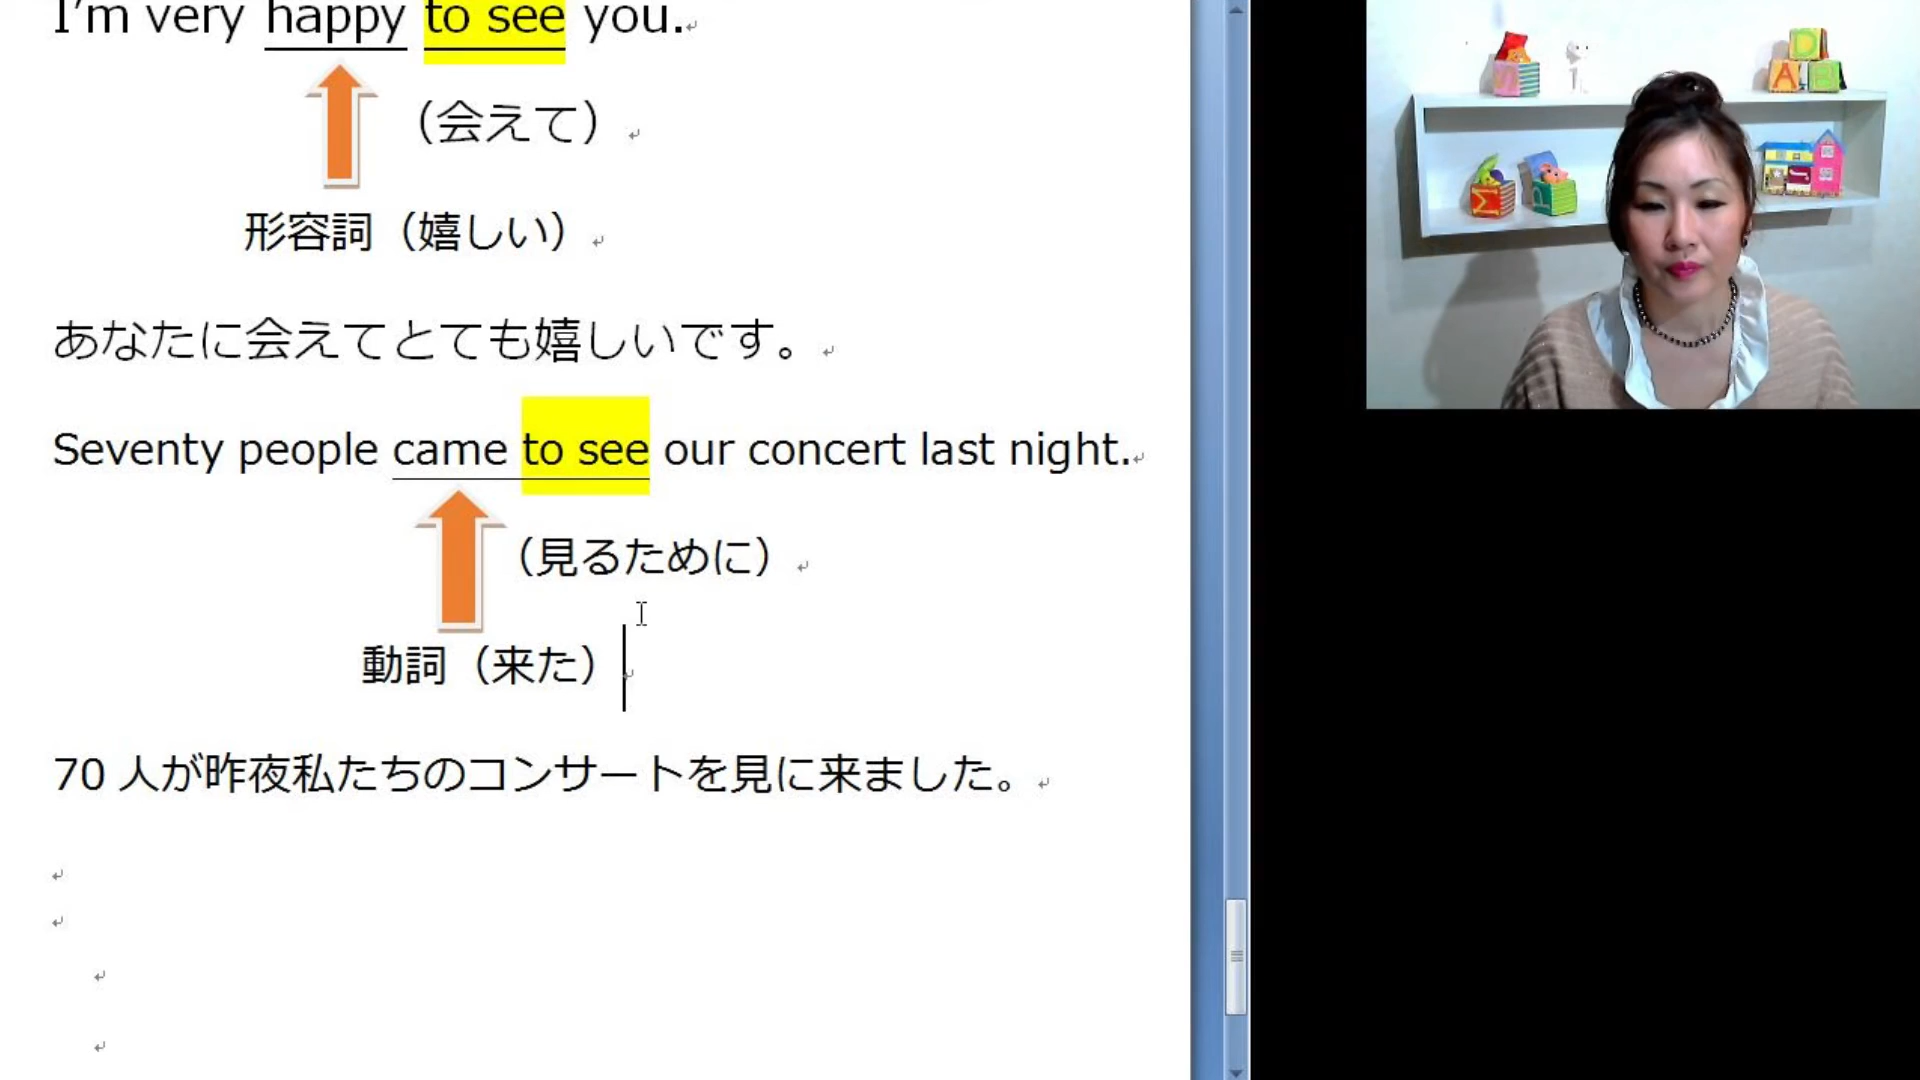 I'm very happy to see you.
（会えて）
形容詞（嬉しい）
あなたに会えてとても嬉しいです。
Seventy people came to see our concert last night.
（見るために）
動詞（来た）
70 人が昨夜私たちのコンサートを見に来ました。
D
A B